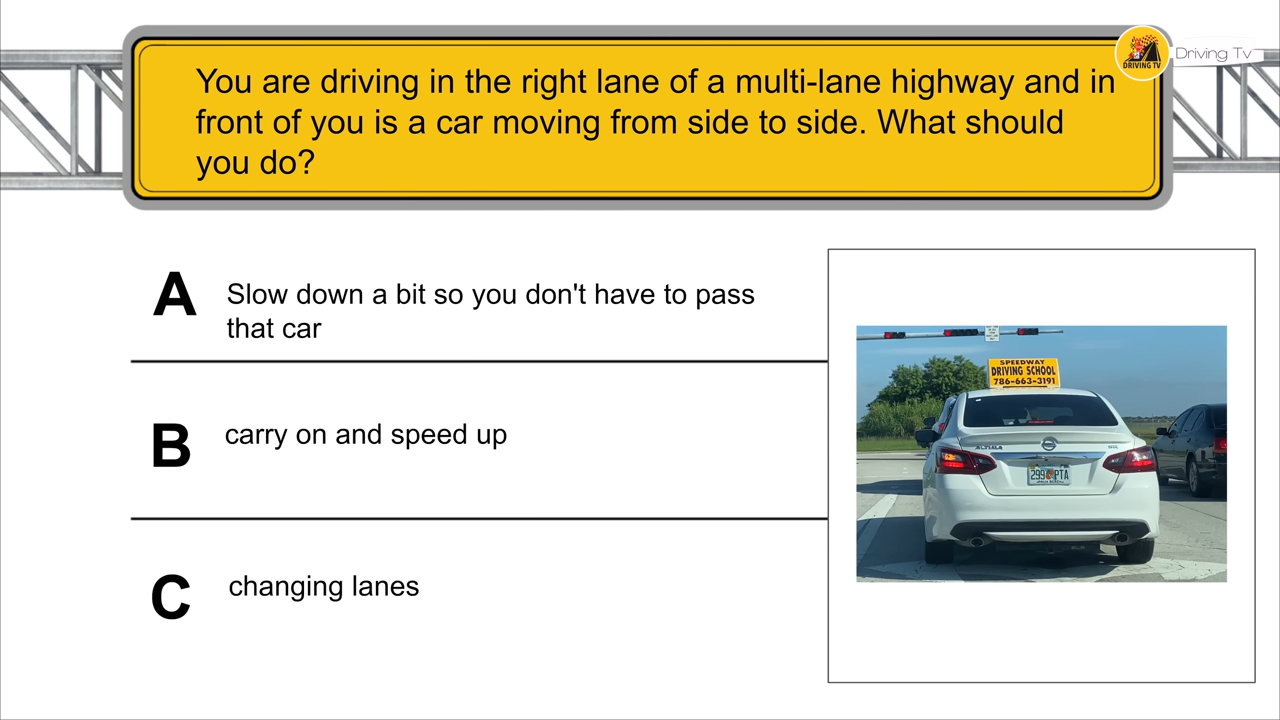 You are driving in the right lane of a multi-lane highway and in
front of you is a car moving from side to side. What should
you do?
DRIVING TV
Driving Tv
A
Slow down a bit so you don't have to pass
that car
B
carry on and speed up
C
changing lanes
SPEEDWAY
DRIVING SCHOOL
786-663-3191
ALTIMA
299 PTA